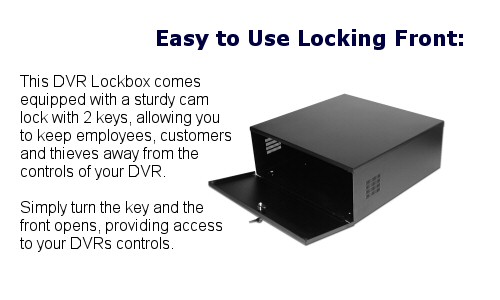 Easy to Use Locking Front:
This DVR Lockbox comes
equipped with a sturdy cam
lock with 2 keys, allowing you
to keep employees, customers
and thieves away from the
controls of your DVR.
Simply turn the key and the
front opens, providing access
to your DVRs controls.